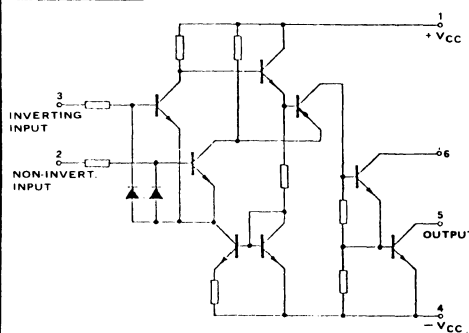 1
+ VCC
3
INVERTING
INPUT
6
2
NON-INVERT.
INPUT
5
OUTPUT
4
− VCC